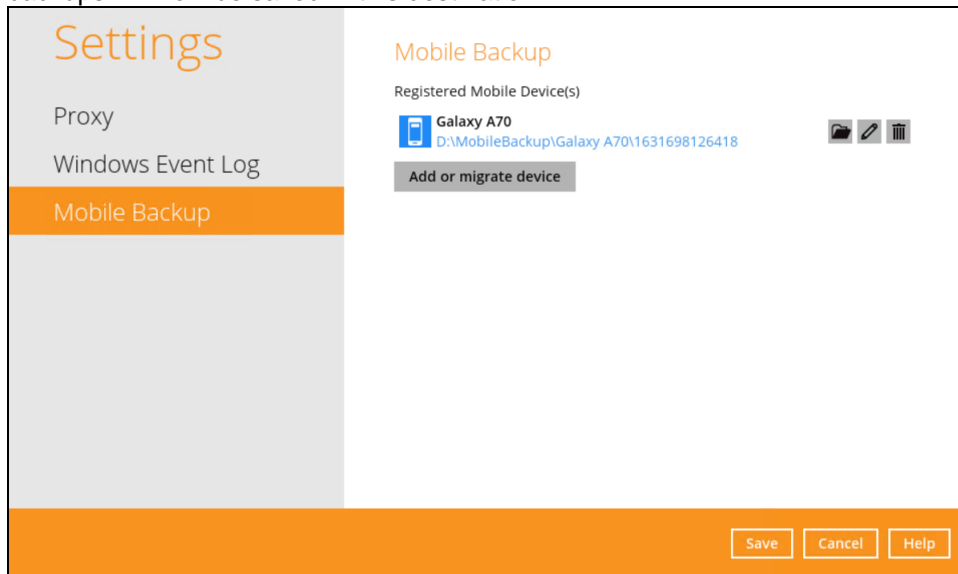 Settings
Proxy
Windows Event Log
Mobile Backup
Mobile Backup
Registered Mobile Device(s)
Galaxy A70
D:\MobileBackup\Galaxy A70\1631698126418
Add or migrate device
Save
Cancel
Help